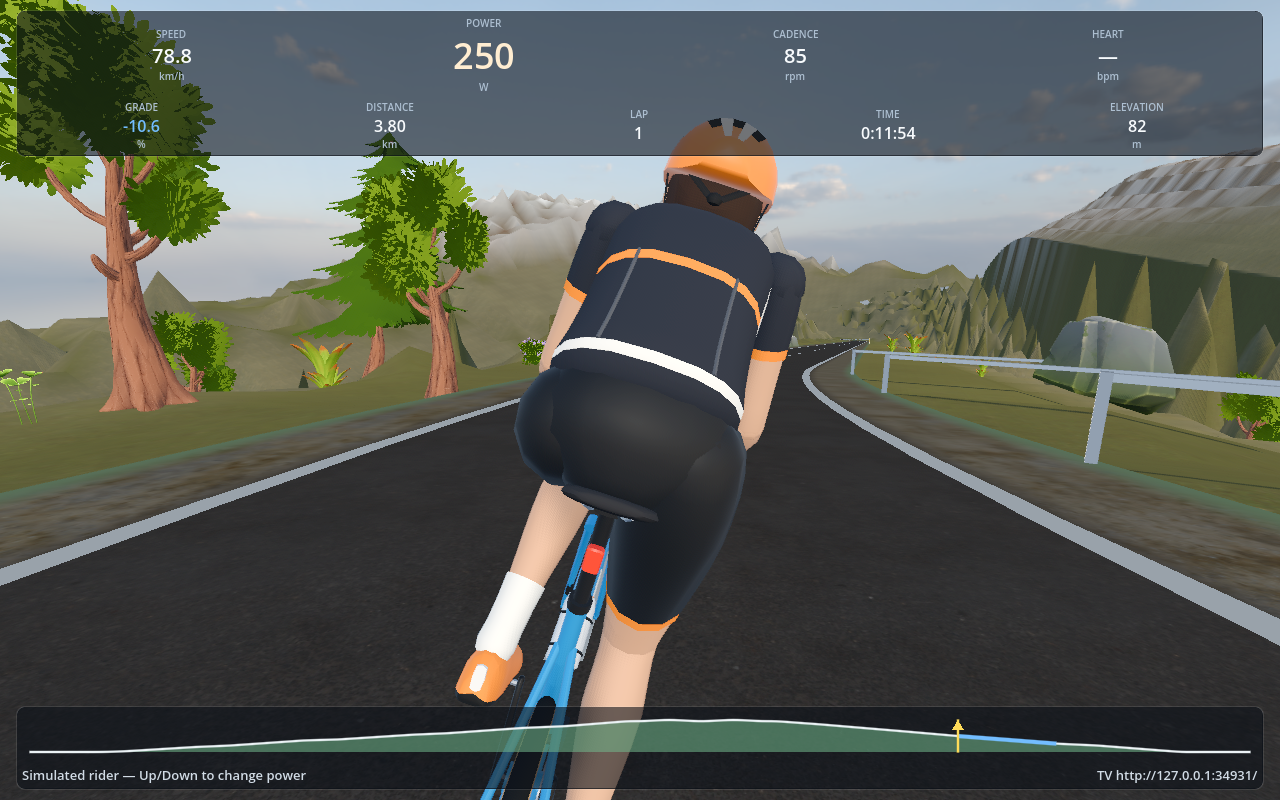 SPEED
78.8
km/h
POWER
250
W
CADENCE
85
rpm
HEART
—
bpm
GRADE
-10.6
%
DISTANCE
3.80
km
LAP
1
TIME
0:11:54
ELEVATION
82
m
Simulated rider — Up/Down to change power
TV http://127.0.0.1:34931/